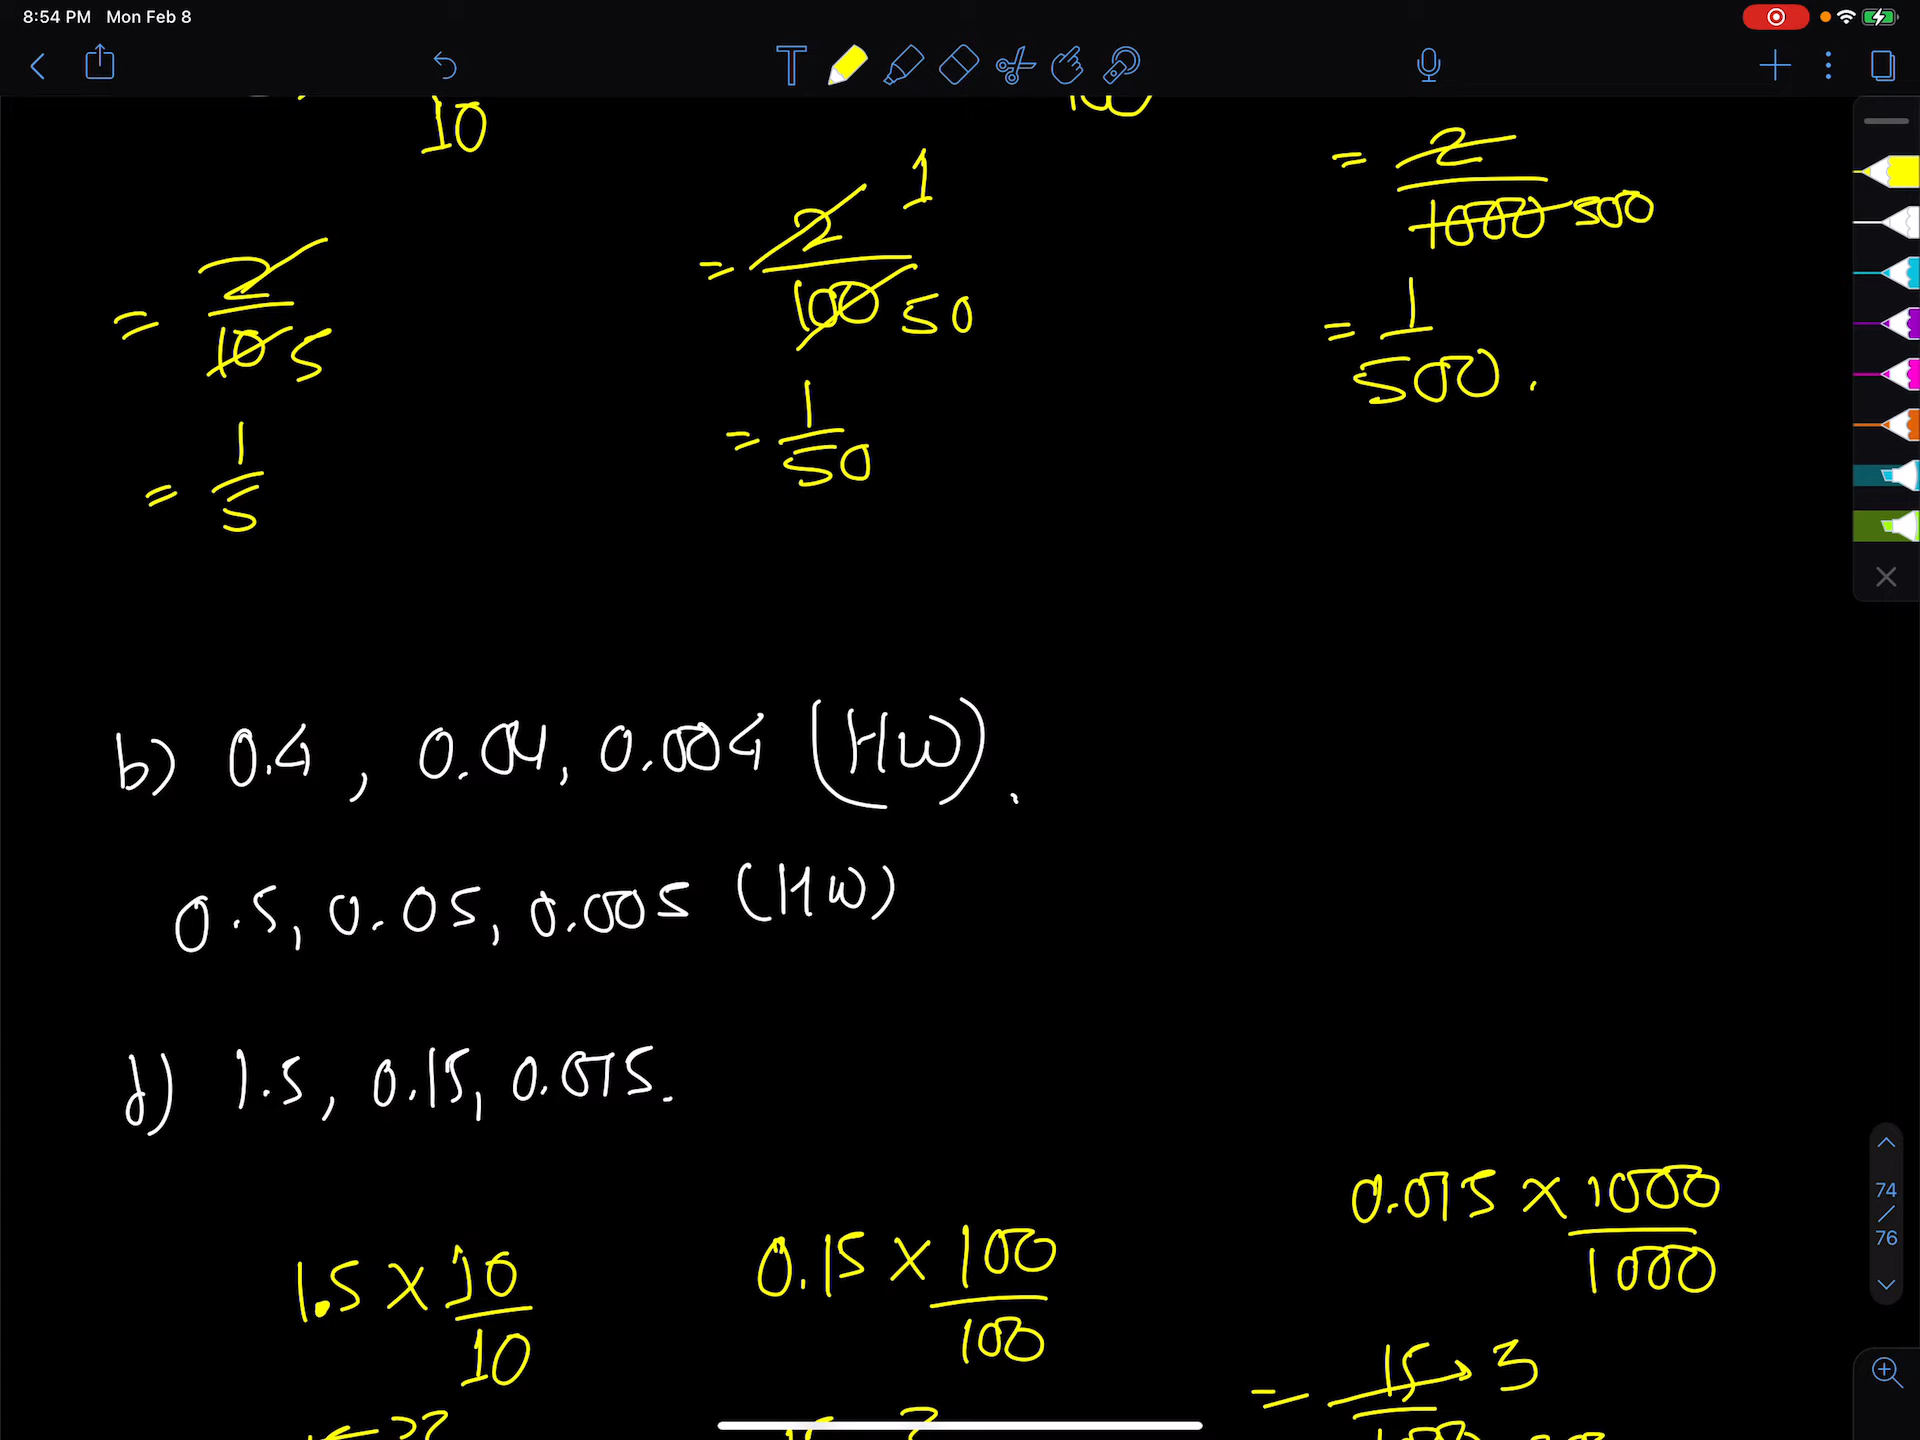 8:54 PM Mon Feb 8
T
10
= 2/10 5
= 1/5
= 2/100 1 50
= 1/50
= 2/1000 500
= 1/500.
b) 0.4, 0.04, 0.004 (HW).
0.5, 0.05, 0.005 (HW)
d) 1.5, 0.15, 0.015.
1.5 × 10/10
0.15 × 100/100
0.015 × 1000/1000
= 15 3
74
/
76